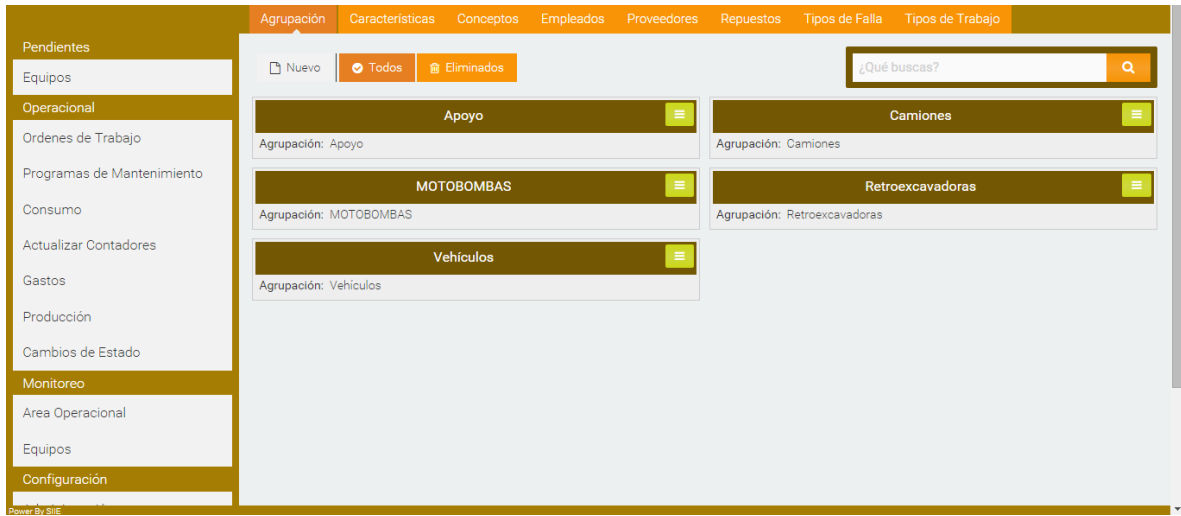 Agrupación Características Conceptos Empleados Proveedores Repuestos Tipos de Falla Tipos de Trabajo
Pendientes
Equipos
Operacional
Ordenes de Trabajo
Programas de Mantenimiento
Consumo
Actualizar Contadores
Gastos
Producción
Cambios de Estado
Monitoreo
Area Operacional
Equipos
Configuración
Power By SIIE
Nuevo Todos Eliminados ¿Qué buscas?
Apoyo
Agrupación: Apoyo
Camiones
Agrupación: Camiones
MOTOBOMBAS
Agrupación: MOTOBOMBAS
Retroexcavadoras
Agrupación: Retroexcavadoras
Vehículos
Agrupación: Vehículos